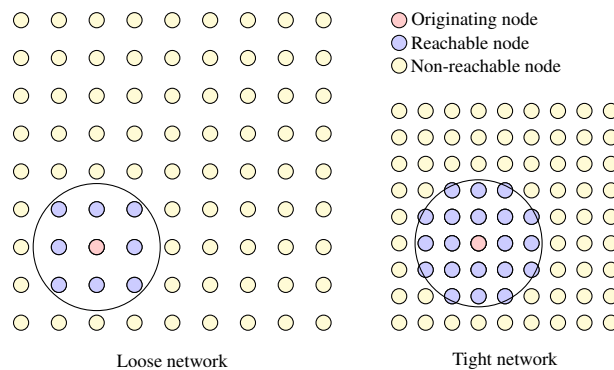 Originating node
Reachable node
Non-reachable node
Loose network
Tight network